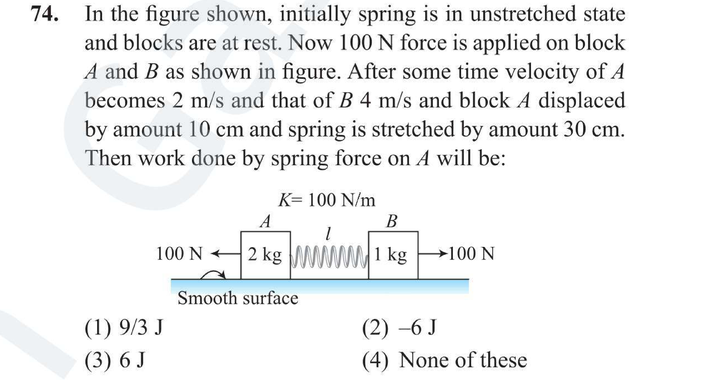 74. In the figure shown, initially spring is in unstretched state
and blocks are at rest. Now 100 N force is applied on block
A and B as shown in figure. After some time velocity of A
becomes 2 m/s and that of B 4 m/s and block A displaced
by amount 10 cm and spring is stretched by amount 30 cm.
Then work done by spring force on A will be:
K= 100 N/m
A B
l
100 N 2 kg 1 kg 100 N
Smooth surface
(1) 9/3 J (2) –6 J
(3) 6 J (4) None of these